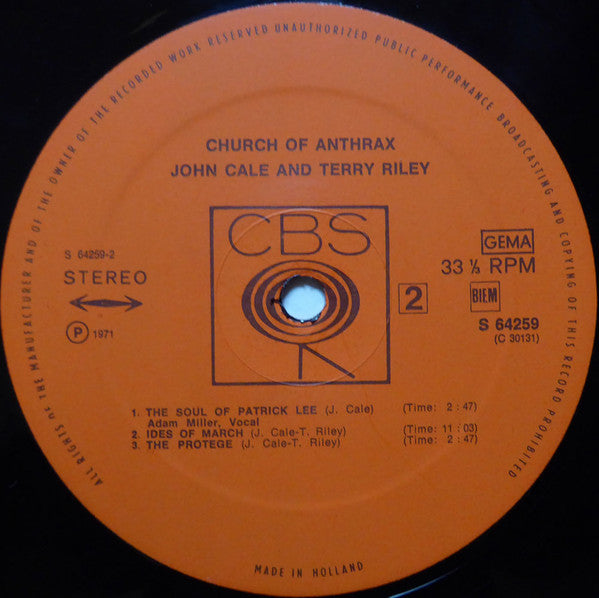 ALL RIGHTS OF THE MANUFACTURER AND OF THE OWNER OF THE RECORDED WORK RESERVED UNAUTHORIZED PUBLIC PERFORMANCE BROADCASTING AND COPYING OF THIS RECORD PROHIBITED
CHURCH OF ANTHRAX
JOHN CALE AND TERRY RILEY
CBS
S 64259-2
STEREO
℗ 1971
GEMA
33 ⅓ RPM
2
BIEM
S 64259
(C 30131)
1. THE SOUL OF PATRICK LEE (J. Cale) (Time: 2 : 47)
Adam Miller, Vocal
2. IDES OF MARCH (J. Cale-T. Riley) (Time: 11 : 03)
3. THE PROTEGE (J. Cale-T. Riley) (Time: 2 : 47)
MADE IN HOLLAND